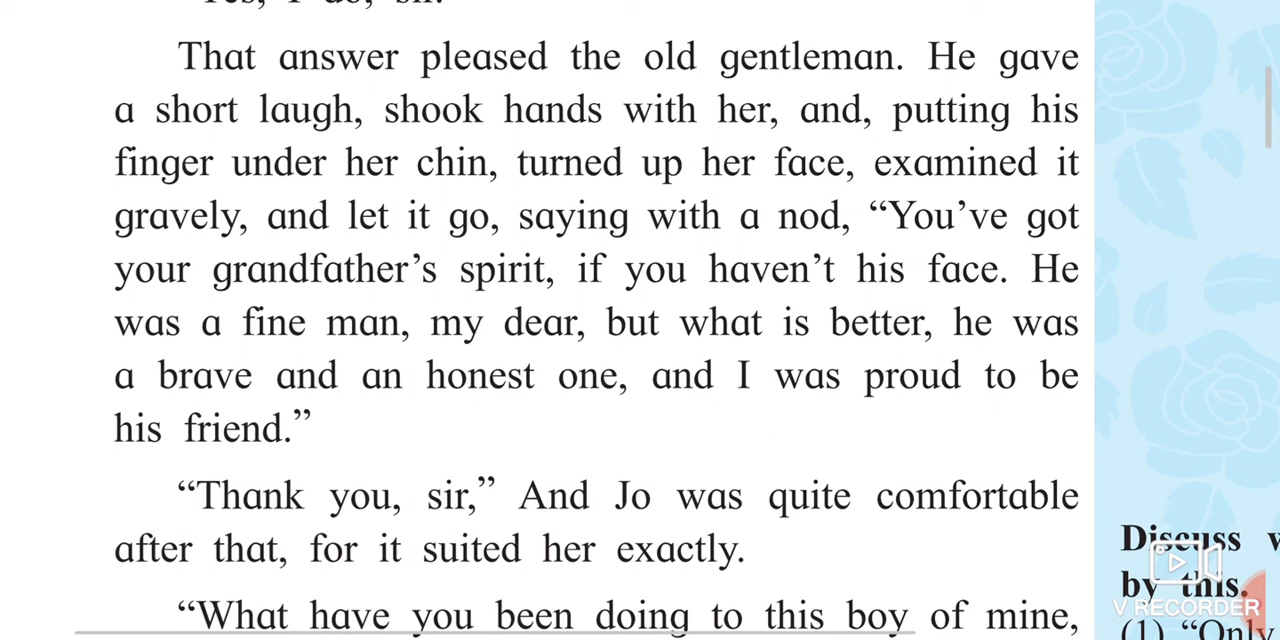 "Yes, I do, sir."
That answer pleased the old gentleman. He gave
a short laugh, shook hands with her, and, putting his
finger under her chin, turned up her face, examined it
gravely, and let it go, saying with a nod, “You’ve got
your grandfather’s spirit, if you haven’t his face. He
was a fine man, my dear, but what is better, he was
a brave and an honest one, and I was proud to be
his friend.”
“Thank you, sir,” And Jo was quite comfortable
after that, for it suited her exactly.
“What have you been doing to this boy of mine,
Discuss
by this.
(1) “Only
V RECORDER